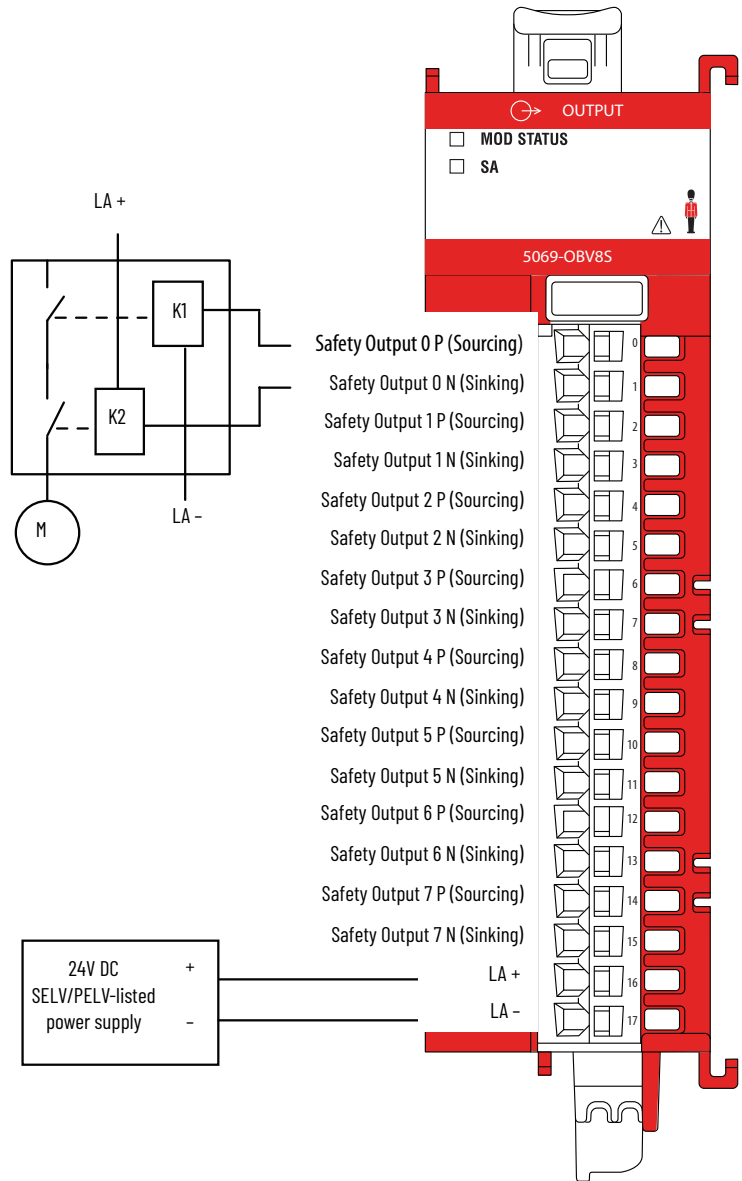 OUTPUT
MOD STATUS
SA
5069-OBV8S
LA +
K1
K2
LA -
M
Safety Output 0 P (Sourcing)
Safety Output 0 N (Sinking)
Safety Output 1 P (Sourcing)
Safety Output 1 N (Sinking)
Safety Output 2 P (Sourcing)
Safety Output 2 N (Sinking)
Safety Output 3 P (Sourcing)
Safety Output 3 N (Sinking)
Safety Output 4 P (Sourcing)
Safety Output 4 N (Sinking)
Safety Output 5 P (Sourcing)
Safety Output 5 N (Sinking)
Safety Output 6 P (Sourcing)
Safety Output 6 N (Sinking)
Safety Output 7 P (Sourcing)
Safety Output 7 N (Sinking)
LA +
LA -
0
1
2
3
4
5
6
7
8
9
10
11
12
13
14
15
16
17
24V DC
SELV/PELV-listed
power supply
+
-